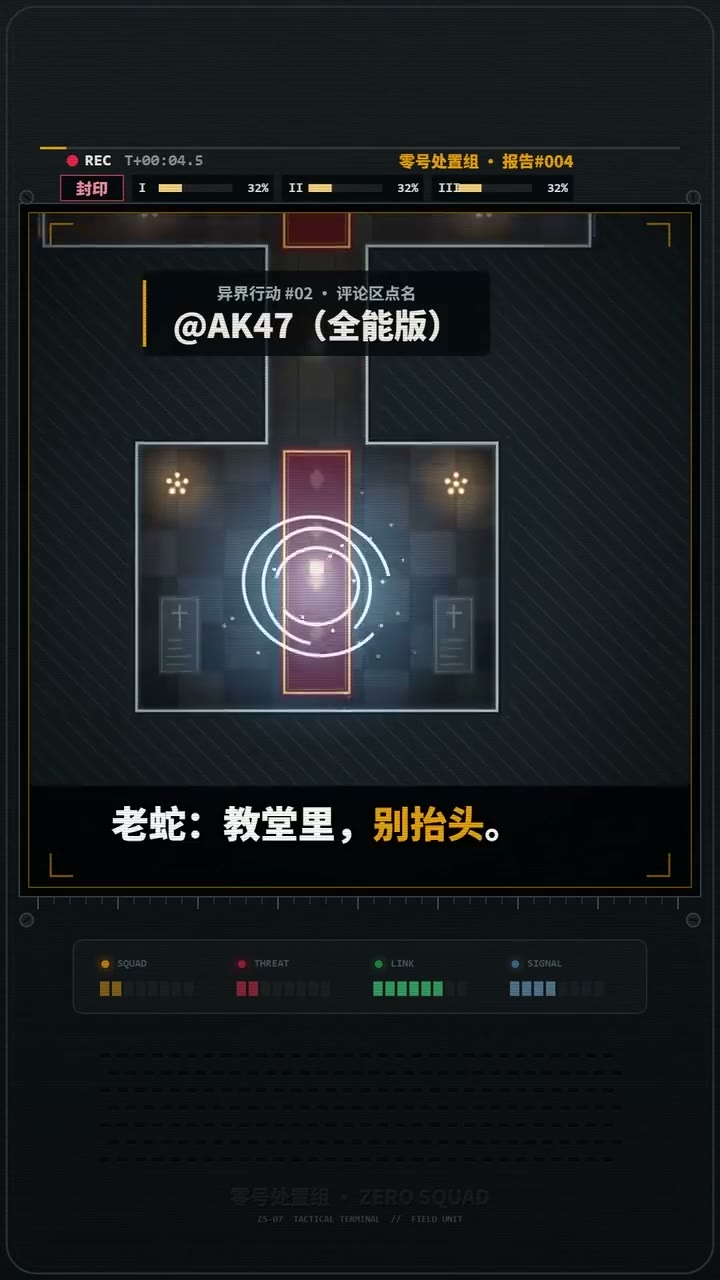 REC T+00:04.5 零号处置组 · 报告#004
封印 I 32% II 32% III 32%
异界行动 #02 · 评论区点名
@AK47（全能版）
老蛇：教堂里，别抬头。
SQUAD THREAT LINK SIGNAL
零号处置组 · ZERO SQUAD
ZS-07 TACTICAL TERMINAL // FIELD UNIT